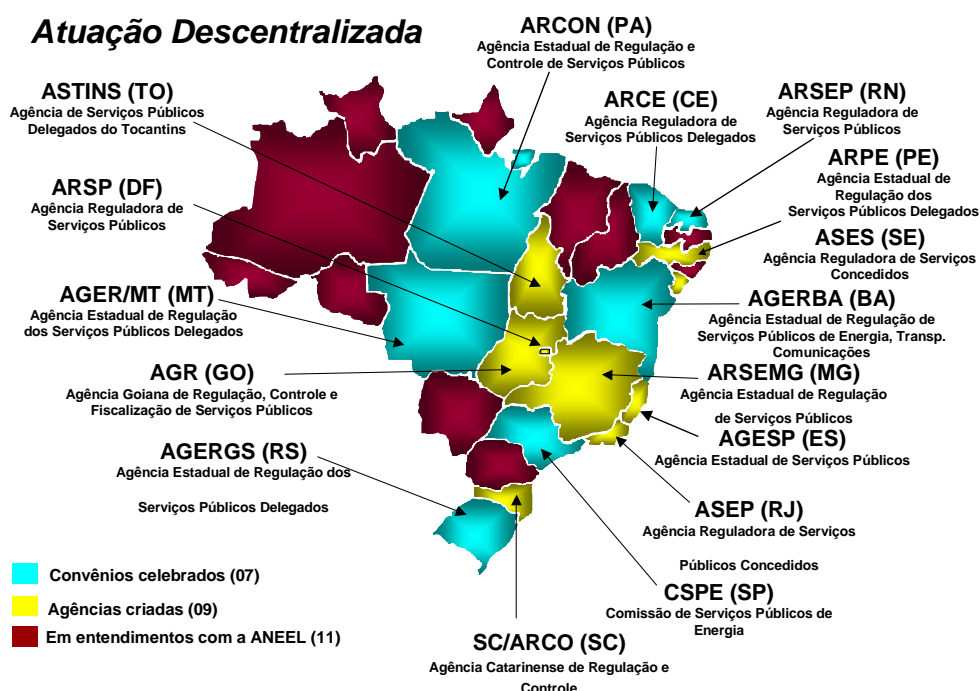 Atuação Descentralizada
ARCON (PA)
Agência Estadual de Regulação e
Controle de Serviços Públicos
ASTINS (TO)
Agência de Serviços Públicos
Delegados do Tocantins
ARCE (CE)
Agência Reguladora de
Serviços Públicos Delegados
ARSEP (RN)
Agência Reguladora de
Serviços Públicos
ARPE (PE)
Agência Estadual de
Regulação dos
Serviços Públicos Delegados
ARSP (DF)
Agência Reguladora de
Serviços Públicos
ASES (SE)
Agência Reguladora de Serviços
Concedidos
AGER/MT (MT)
Agência Estadual de Regulação
dos Serviços Públicos Delegados
AGERBA (BA)
Agência Estadual de Regulação de
Serviços Públicos de Energia, Transp.
Comunicações
AGR (GO)
Agência Goiana de Regulação, Controle e
Fiscalização de Serviços Públicos
ARSEMG (MG)
Agência Estadual de Regulação
de Serviços Públicos
AGERGS (RS)
Agência Estadual de Regulação dos
Serviços Públicos Delegados
AGESP (ES)
Agência Estadual de Serviços Públicos
ASEP (RJ)
Agência Reguladora de Serviços
Públicos Concedidos
CSPE (SP)
Comissão de Serviços Públicos de
Energia
SC/ARCO (SC)
Agência Catarinense de Regulação e
Controle
Convênios celebrados (07)
Agências criadas (09)
Em entendimentos com a ANEEL (11)